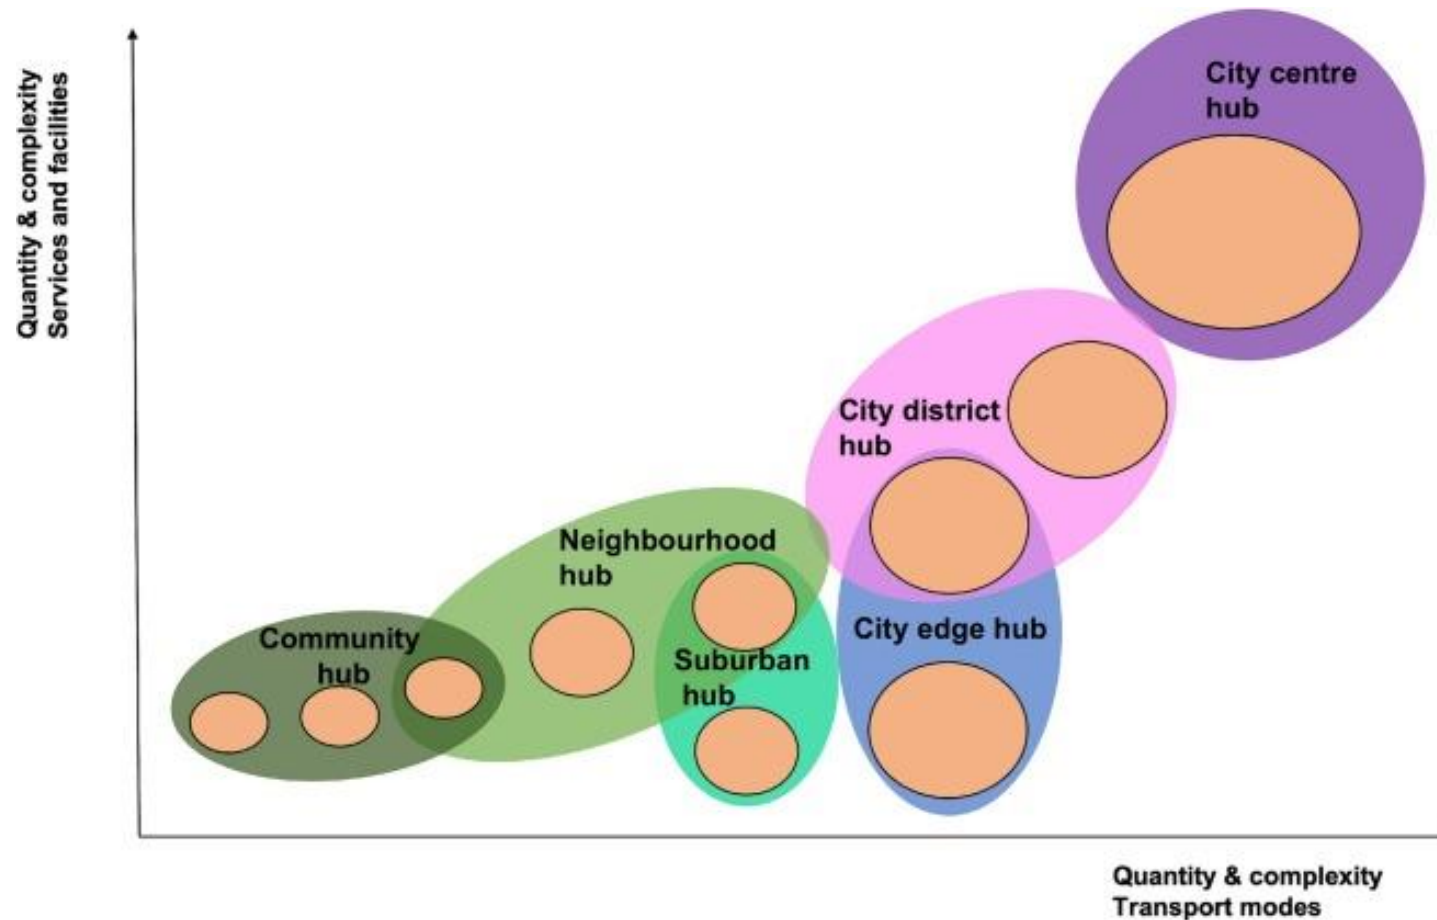 Quantity & complexity
Services and facilities
City centre
hub
City district
hub
Neighbourhood
hub
City edge hub
Community
hub
Suburban
hub
Quantity & complexity
Transport modes